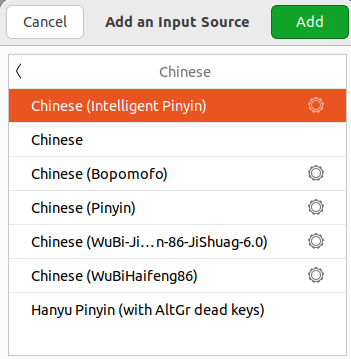 Cancel Add an Input Source Add
Chinese
Chinese (Intelligent Pinyin)
Chinese
Chinese (Bopomofo)
Chinese (Pinyin)
Chinese (WuBi-Ji…n-86-JiShuag-6.0)
Chinese (WuBiHaifeng86)
Hanyu Pinyin (with AltGr dead keys)